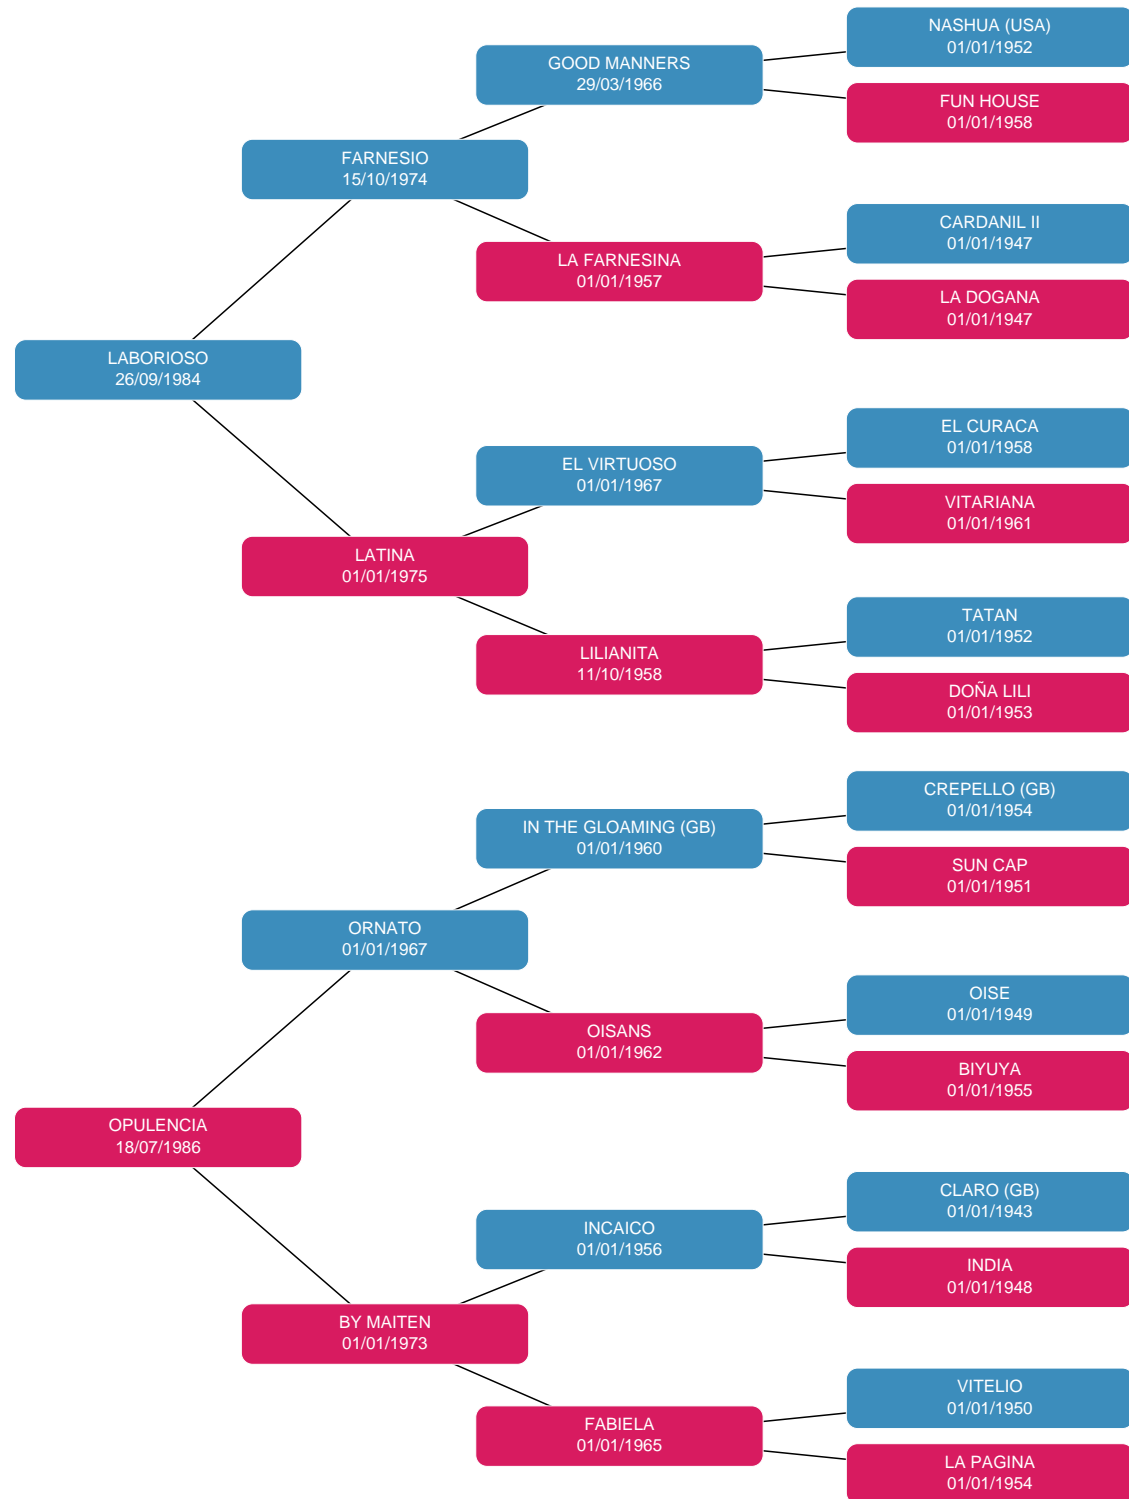 NASHUA (USA)
01/01/1952
GOOD MANNERS
29/03/1966
FUN HOUSE
01/01/1958
FARNESIO
15/10/1974
CARDANIL II
01/01/1947
LA FARNESINA
01/01/1957
LA DOGANA
01/01/1947
LABORIOSO
26/09/1984
EL CURACA
01/01/1958
EL VIRTUOSO
01/01/1967
VITARIANA
01/01/1961
LATINA
01/01/1975
TATAN
01/01/1952
LILIANITA
11/10/1958
DOÑA LILI
01/01/1953
CREPELLO (GB)
01/01/1954
IN THE GLOAMING (GB)
01/01/1960
SUN CAP
01/01/1951
ORNATO
01/01/1967
OISE
01/01/1949
OISANS
01/01/1962
BIYUYA
01/01/1955
OPULENCIA
18/07/1986
CLARO (GB)
01/01/1943
INCAICO
01/01/1956
INDIA
01/01/1948
BY MAITEN
01/01/1973
VITELIO
01/01/1950
FABIELA
01/01/1965
LA PAGINA
01/01/1954